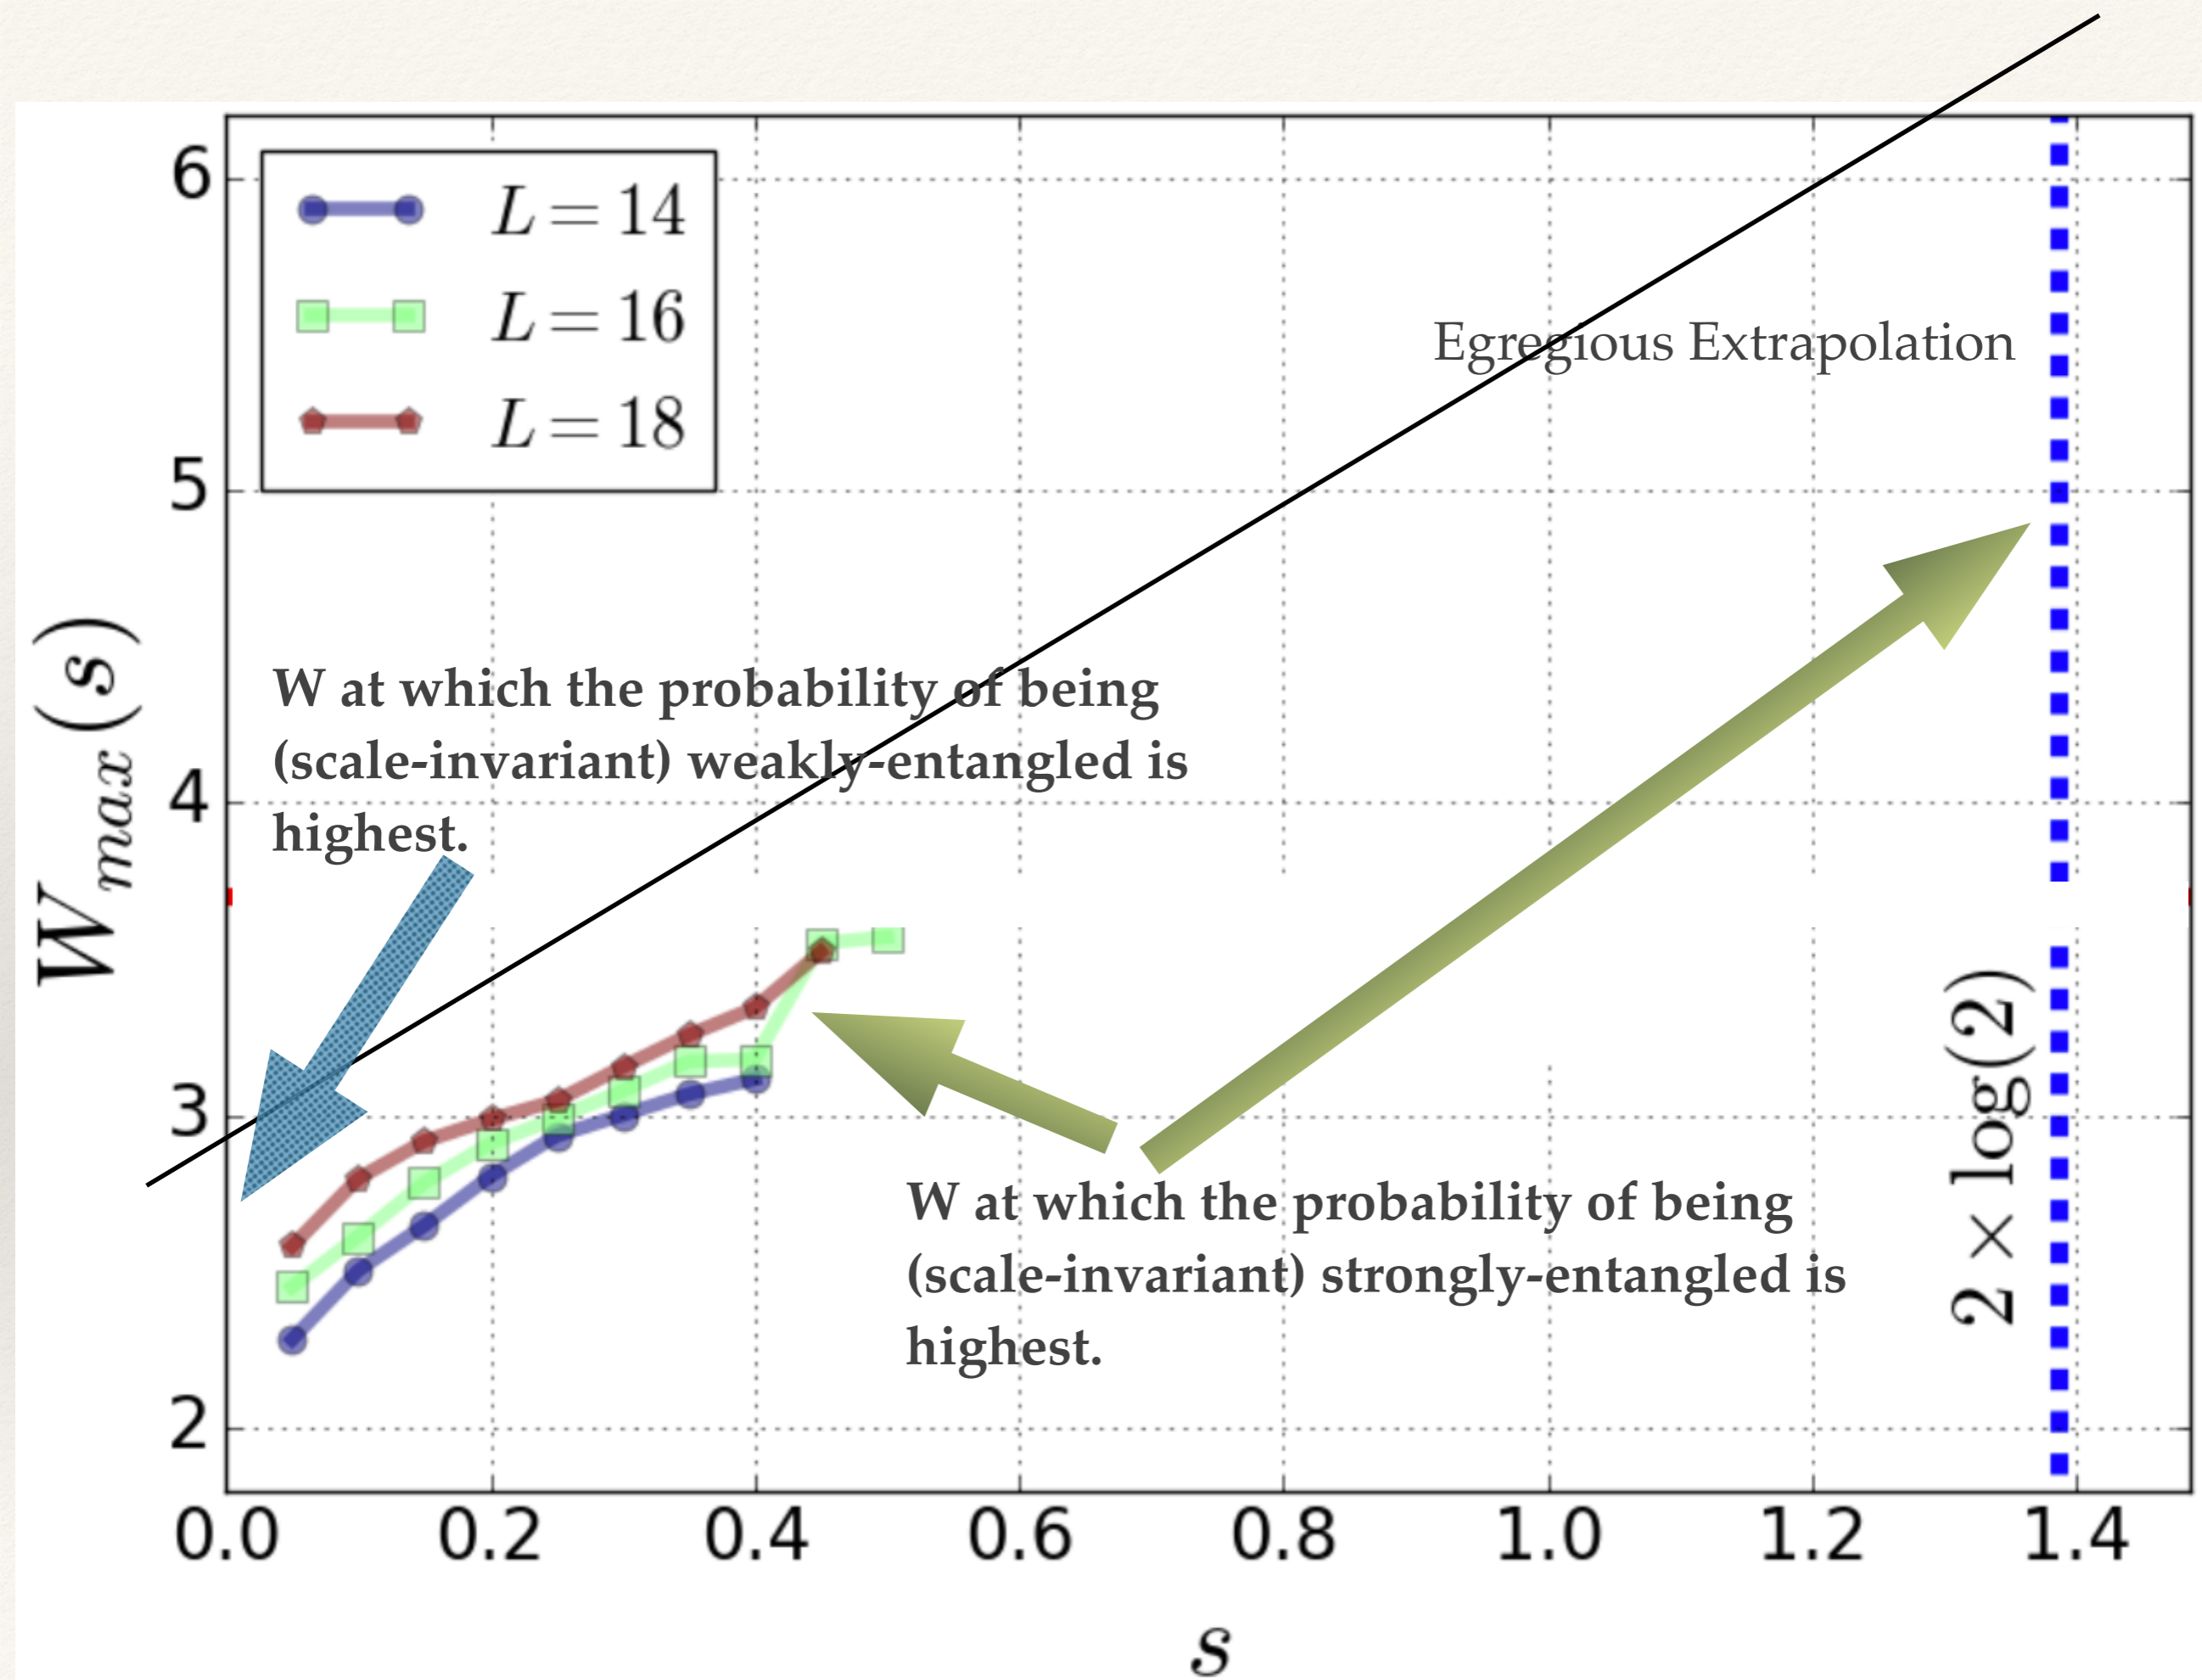 6
5
4
3
2
W_{max}(s)
L = 14
L = 16
L = 18
Egregious Extrapolation
W at which the probability of being
(scale-invariant) weakly-entangled is
highest.
W at which the probability of being
(scale-invariant) strongly-entangled is
highest.
2 × log(2)
0.0 0.2 0.4 0.6 0.8 1.0 1.2 1.4
s